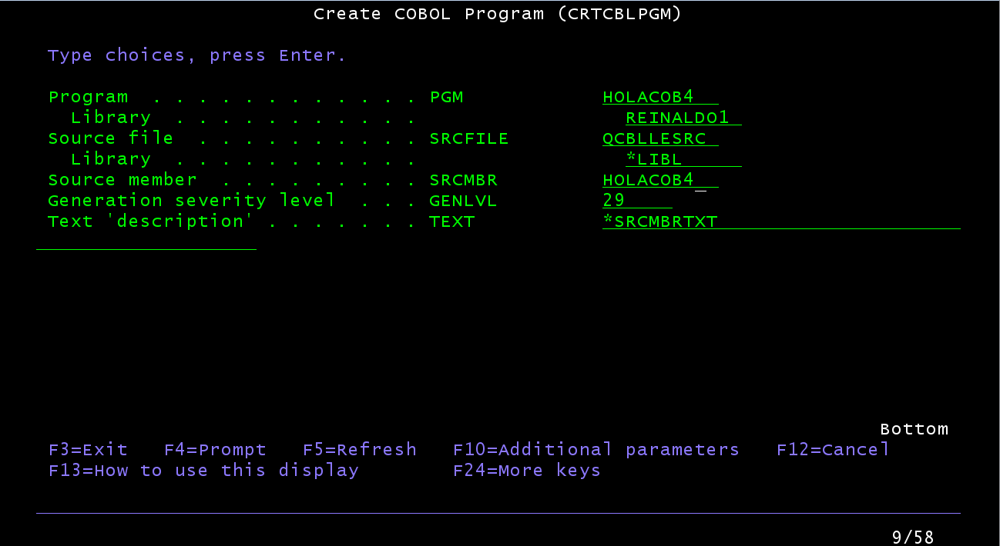 Create COBOL Program (CRTCBLPGM)
Type choices, press Enter.
Program . . . . . . . . . . . . PGM HOLACOB4
Library . . . . . . . . . . . REINALDO1
Source file . . . . . . . . . . SRCFILE QCBLLESRC
Library . . . . . . . . . . . *LIBL
Source member . . . . . . . . . SRCMBR HOLACOB4
Generation severity level . . . GENLVL 29
Text 'description' . . . . . . . TEXT *SRCMBRTXT
Bottom
F3=Exit F4=Prompt F5=Refresh F10=Additional parameters F12=Cancel
F13=How to use this display F24=More keys
9/58